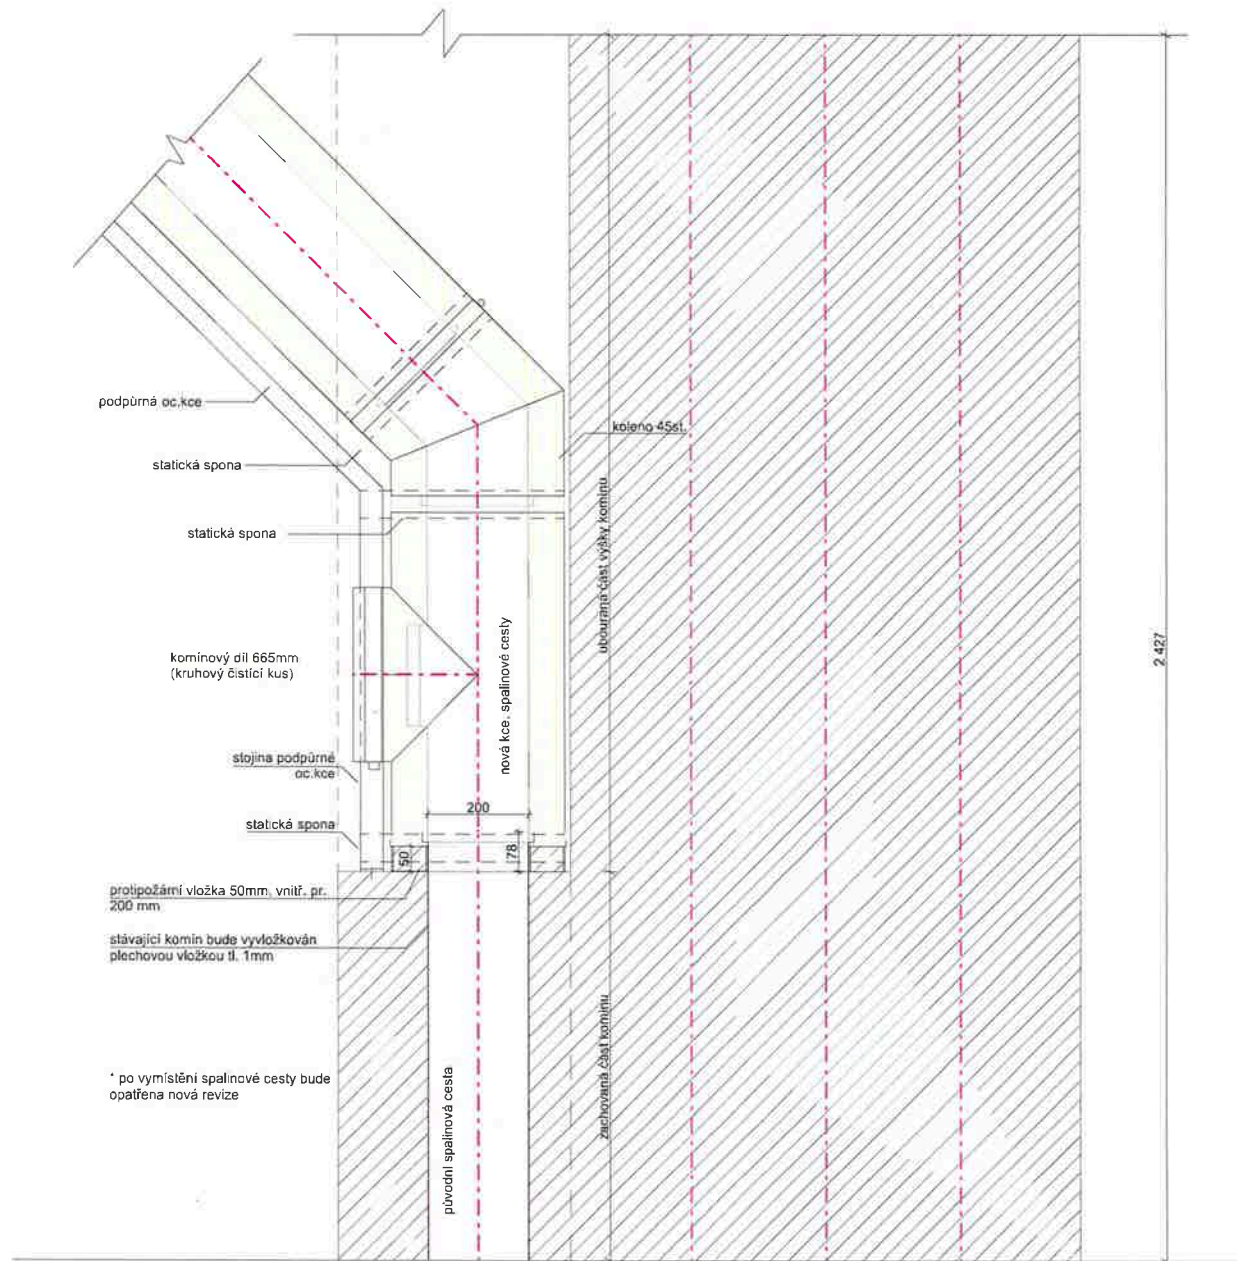 podpůrná oc.kce
koleno 45st.
statická spona
statická spona
ubouraná část výšky komínu
2 427
nová kce. spalinové cesty
komínový díl 665mm
(kruhový čistící kus)
stojina podpůrné
oc.kce
200
statická spona
50
78
protipožární vložka 50mm, vnitř. pr.
200 mm
stávající komín bude vyvložkován
plechovou vložkou tl. 1mm
zachovaná část komínu
původní spalinová cesta
* po vymístění spalinové cesty bude
opatřena nová revize